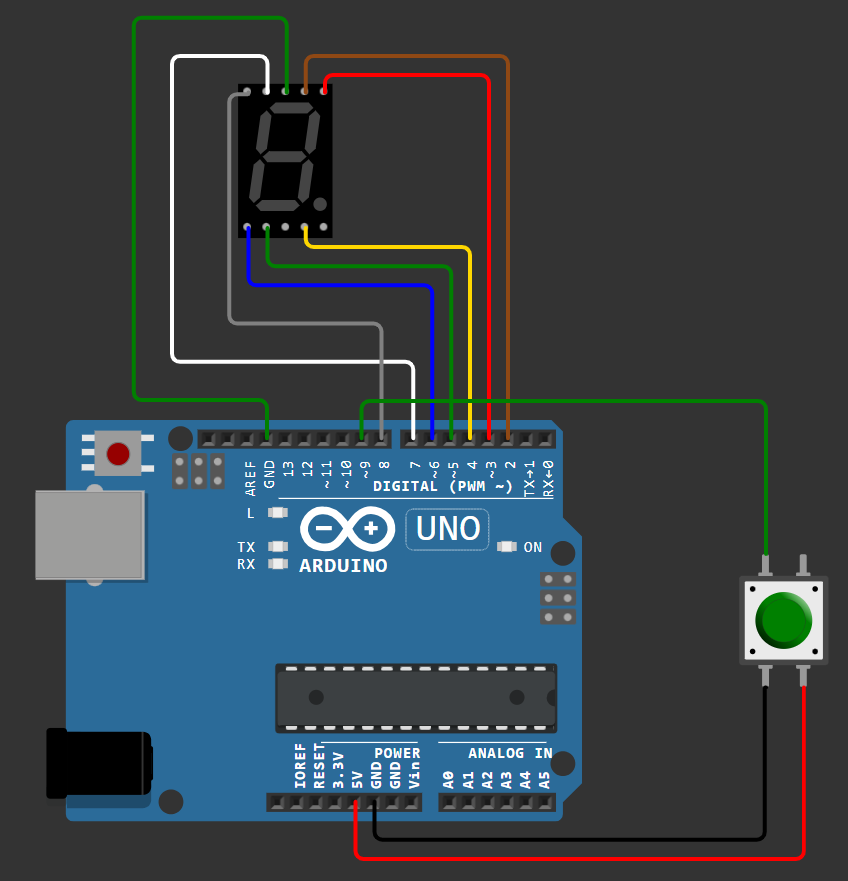 AREF
GND
13
12
~11
~10
~9
8
7
~6
~5
4
~3
2
TX→1
RX←0
DIGITAL (PWM ~)
L
TX
RX
UNO
ARDUINO
ON
POWER
ANALOG IN
IOREF
RESET
3.3V
5V
GND
GND
Vin
A0
A1
A2
A3
A4
A5